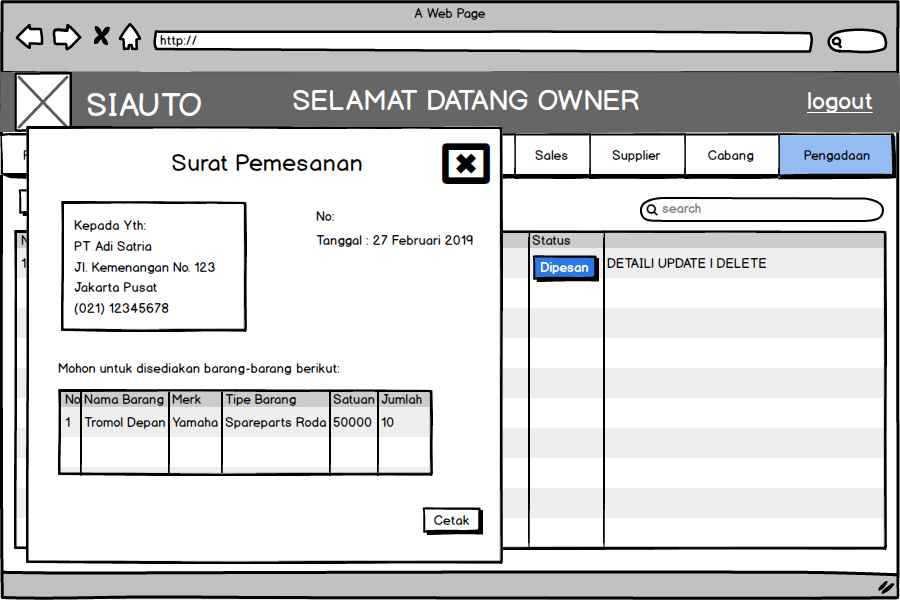 A Web Page
http://
SIAUTO
SELAMAT DATANG OWNER
logout
Sales
Supplier
Cabang
Pengadaan
search
Status
Dipesan
DETAILI UPDATE I DELETE
Surat Pemesanan
Kepada Yth:
PT Adi Satria
Jl. Kemenangan No. 123
Jakarta Pusat
(021) 12345678
No:
Tanggal : 27 Februari 2019
Mohon untuk disediakan barang-barang berikut:
No Nama Barang Merk Tipe Barang Satuan Jumlah
1 Tromol Depan Yamaha Spareparts Roda 50000 10
Cetak